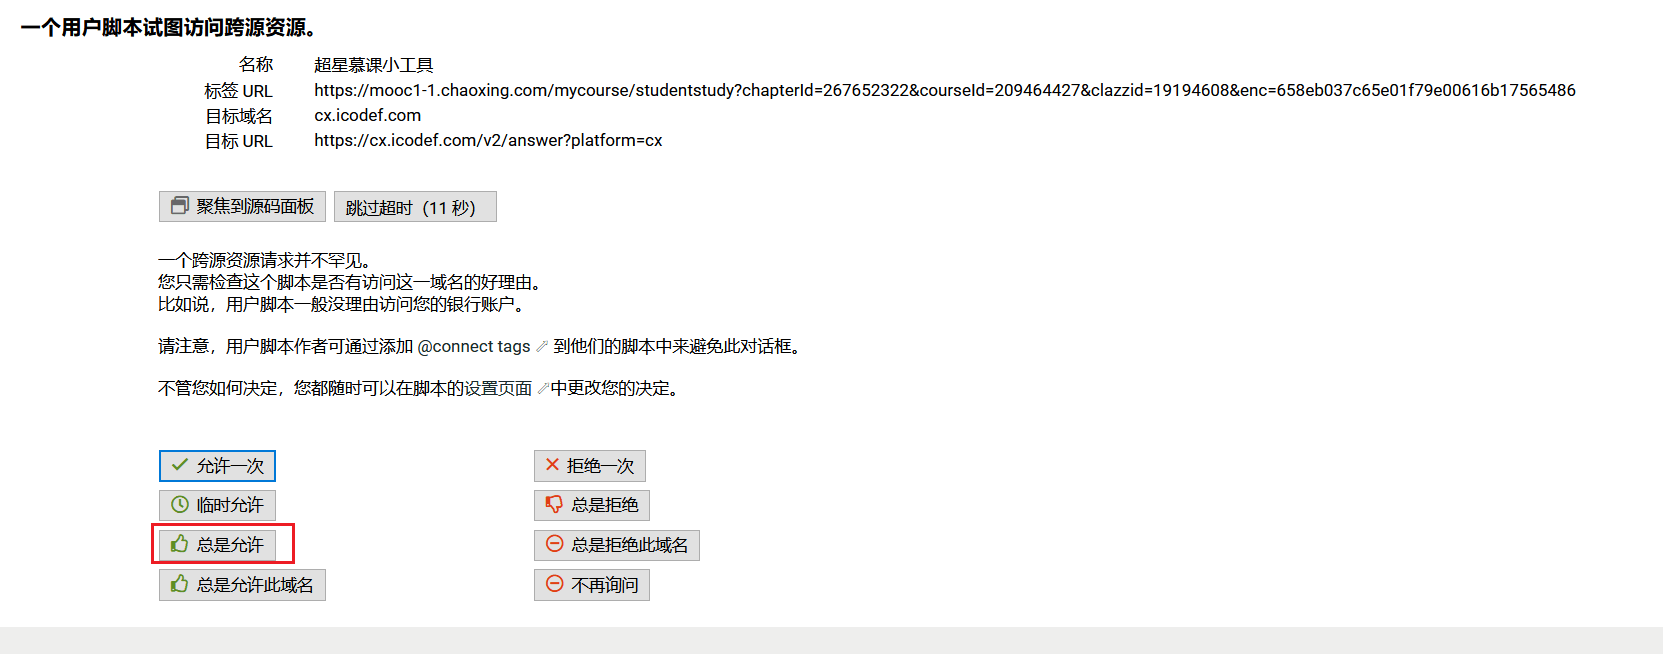 一个用户脚本试图访问跨源资源。
名称 超星慕课小工具
标签 URL https://mooc1-1.chaoxing.com/mycourse/studentstudy?chapterId=267652322&courseId=209464427&clazzid=19194608&enc=658eb037c65e01f79e00616b17565486
目标域名 cx.icodef.com
目标 URL https://cx.icodef.com/v2/answer?platform=cx
聚焦到源码面板 跳过超时（11 秒）
一个跨源资源请求并不罕见。
您只需检查这个脚本是否有访问这一域名的好理由。
比如说，用户脚本一般没理由访问您的银行账户。
请注意，用户脚本作者可通过添加 @connect tags 到他们的脚本中来避免此对话框。
不管您如何决定，您都随时可以在脚本的设置页面 中更改您的决定。
允许一次 拒绝一次
临时允许 总是拒绝
总是允许 总是拒绝此域名
总是允许此域名 不再询问